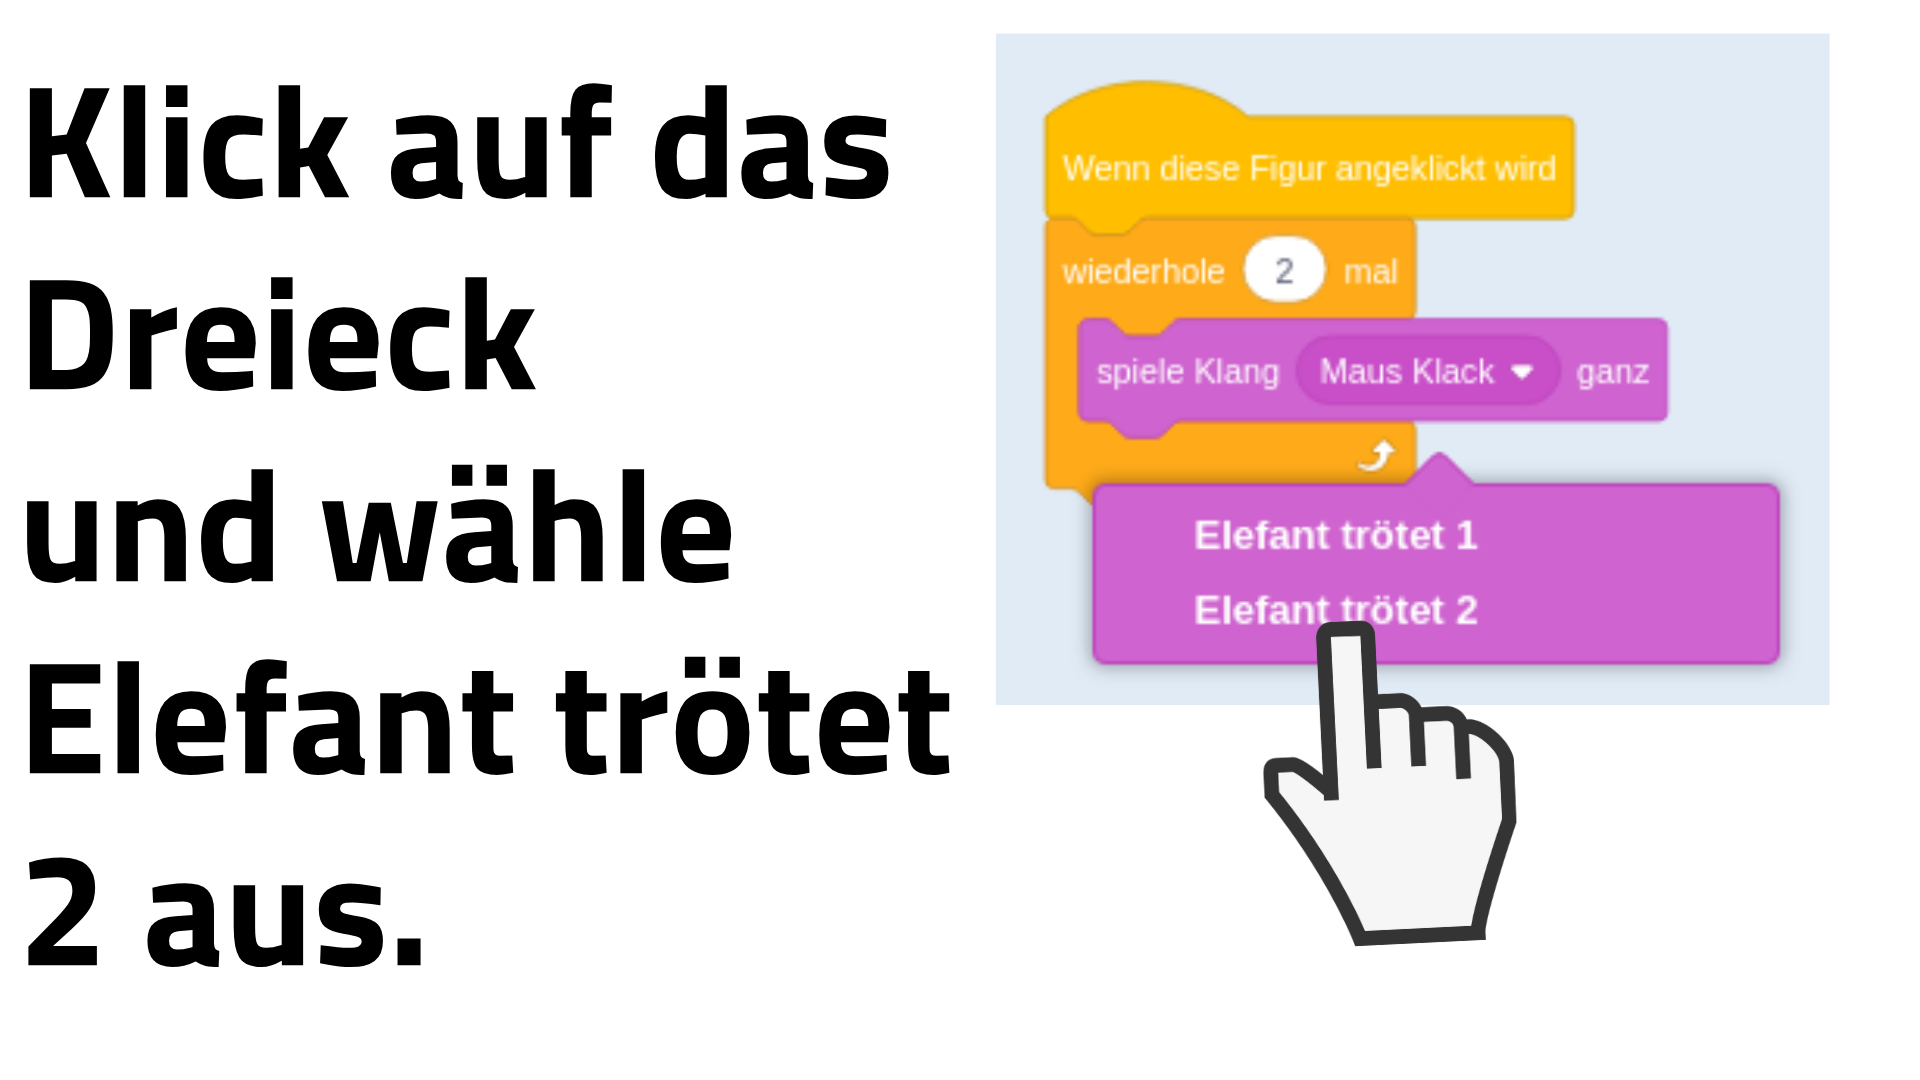 Klick auf das
Dreieck
und wähle
Elefant trötet
2 aus.
Wenn diese Figur angeklickt wird
wiederhole 2 mal
spiele Klang Maus Klack ganz
Elefant trötet 1
Elefant trötet 2